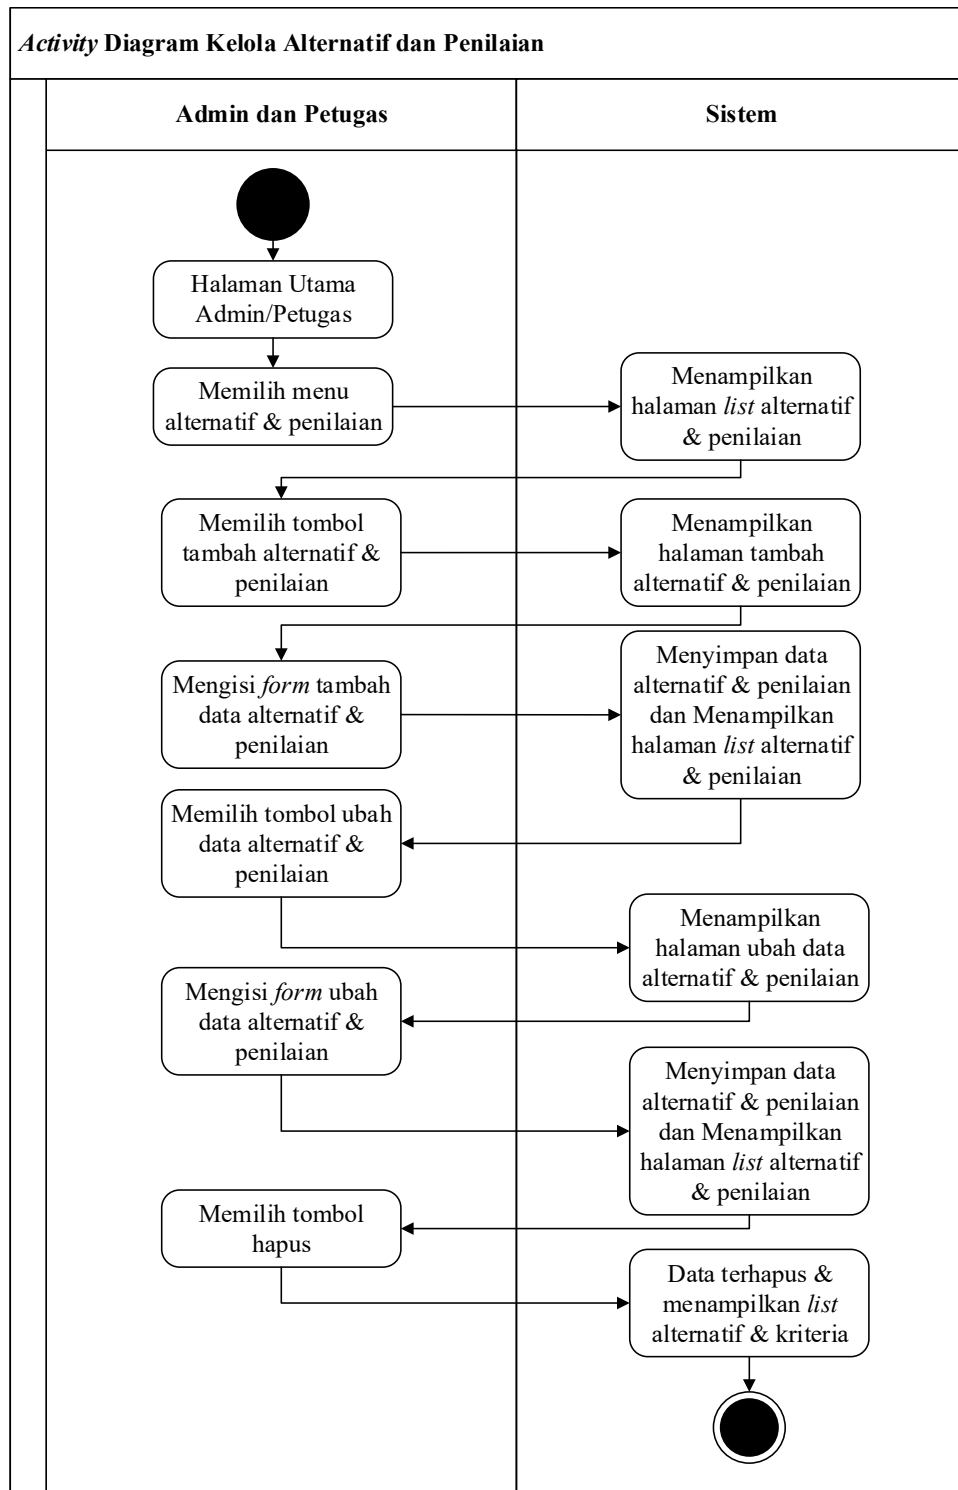 Activity Diagram Kelola Alternatif dan Penilaian
Admin dan Petugas
Sistem
Halaman Utama
Admin/Petugas
Memilih menu
alternatif & penilaian
Menampilkan
halaman list alternatif
& penilaian
Memilih tombol
tambah alternatif &
penilaian
Menampilkan
halaman tambah
alternatif & penilaian
Mengisi form tambah
data alternatif &
penilaian
Menyimpan data
alternatif & penilaian
dan Menampilkan
halaman list alternatif
& penilaian
Memilih tombol ubah
data alternatif &
penilaian
Menampilkan
halaman ubah data
alternatif & penilaian
Mengisi form ubah
data alternatif &
penilaian
Menyimpan data
alternatif & penilaian
dan Menampilkan
halaman list alternatif
& penilaian
Memilih tombol
hapus
Data terhapus &
menampilkan list
alternatif & kriteria